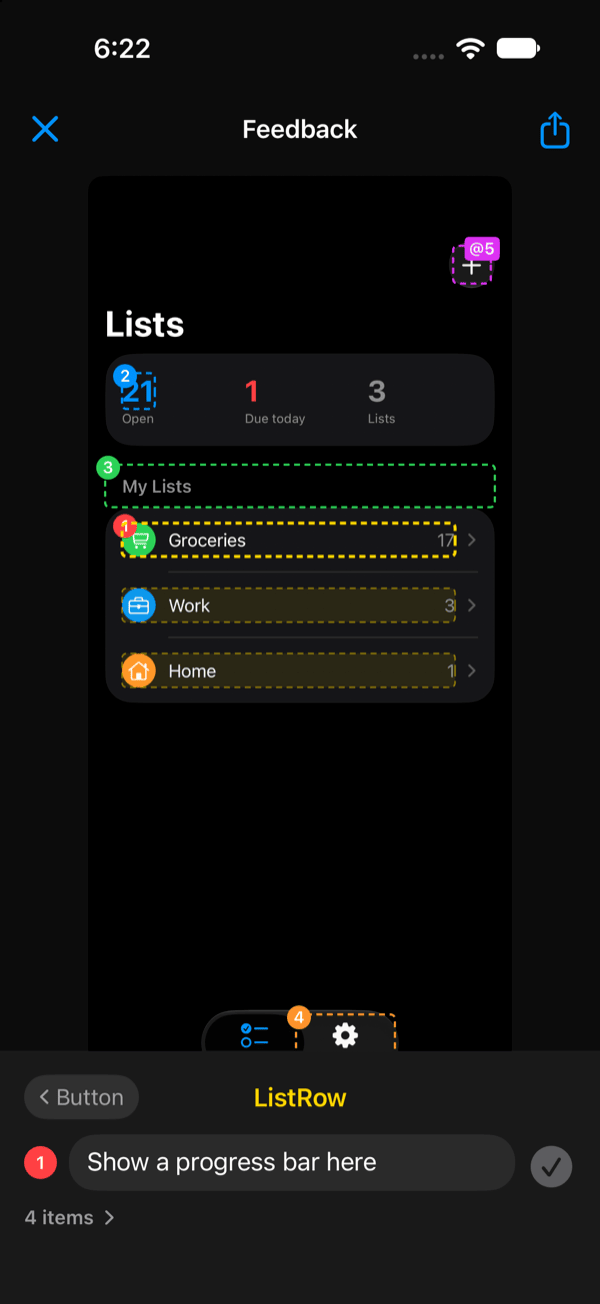 6:22
Feedback
@5
Lists
2
21
1
3
Open
Due today
Lists
3
My Lists
1
Groceries
17
Work
3
Home
1
4
Button
ListRow
1
Show a progress bar here
4 items